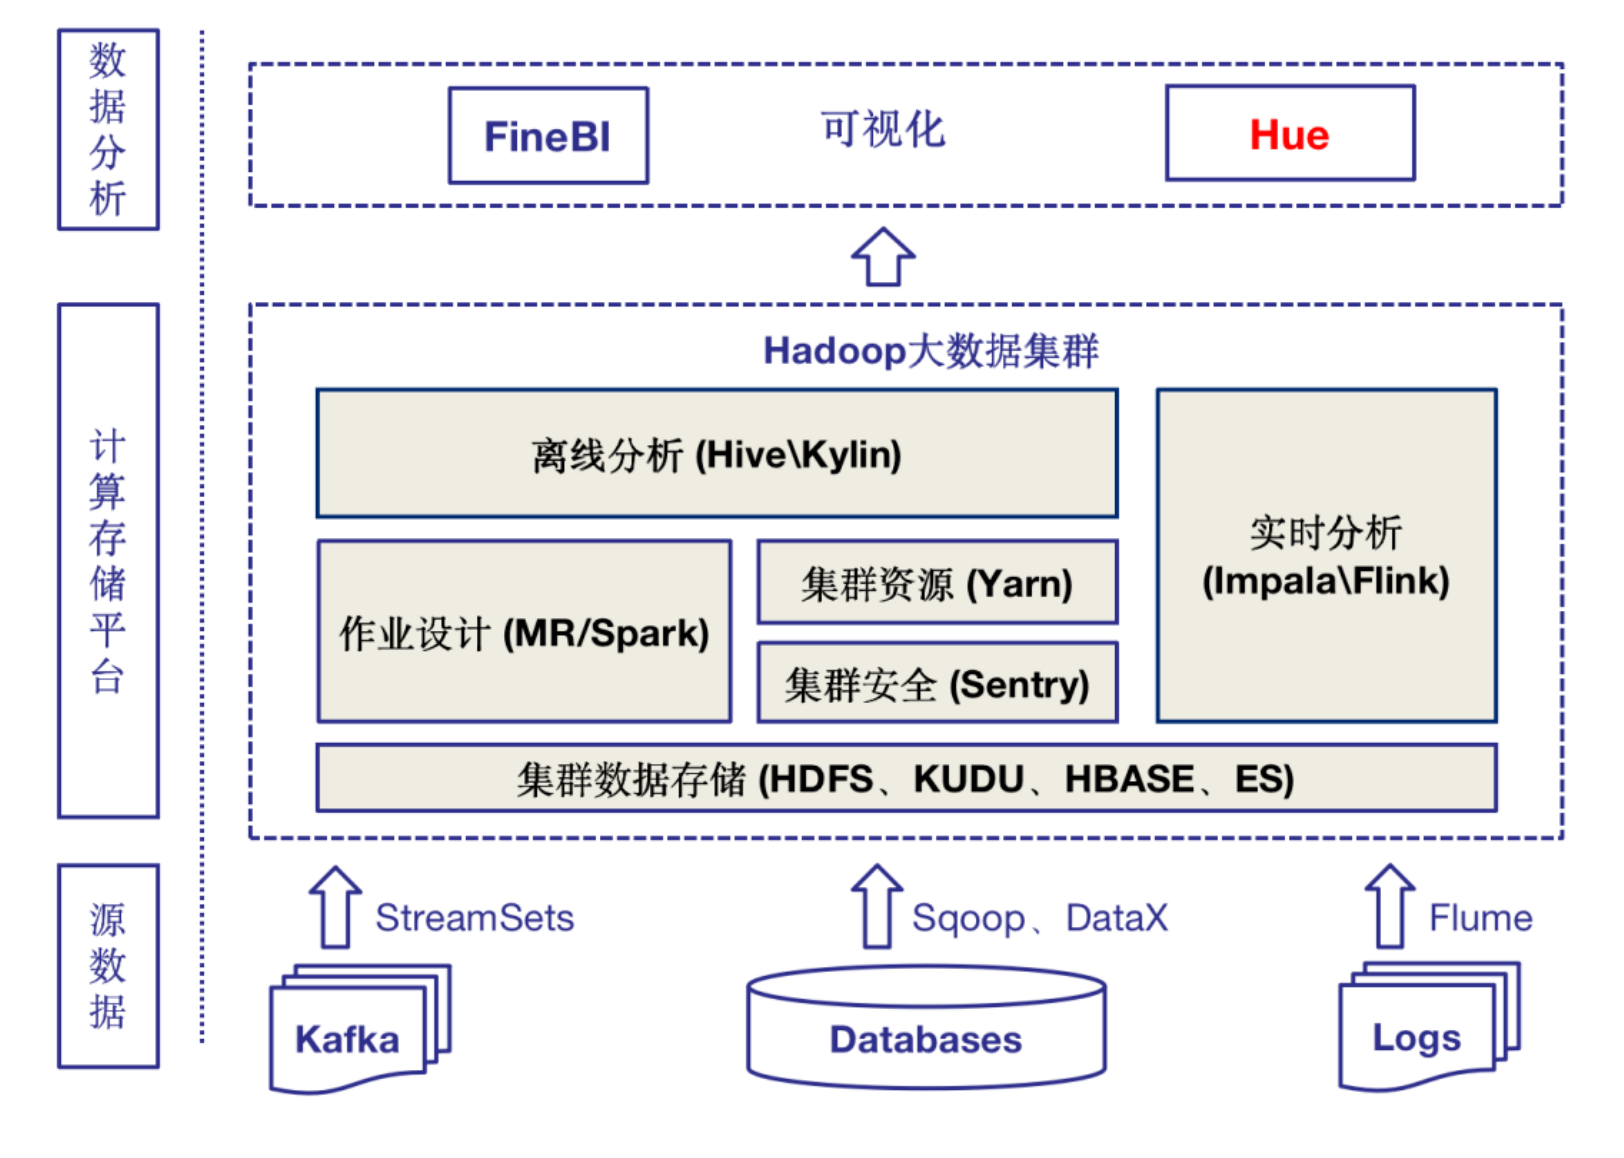 数据分析
FineBI
可视化
Hue
计算存储平台
Hadoop大数据集群
离线分析 (Hive\Kylin)
实时分析
(Impala\Flink)
作业设计 (MR/Spark)
集群资源 (Yarn)
集群安全 (Sentry)
集群数据存储 (HDFS、KUDU、HBASE、ES)
源数据
StreamSets
Sqoop、DataX
Flume
Kafka
Databases
Logs